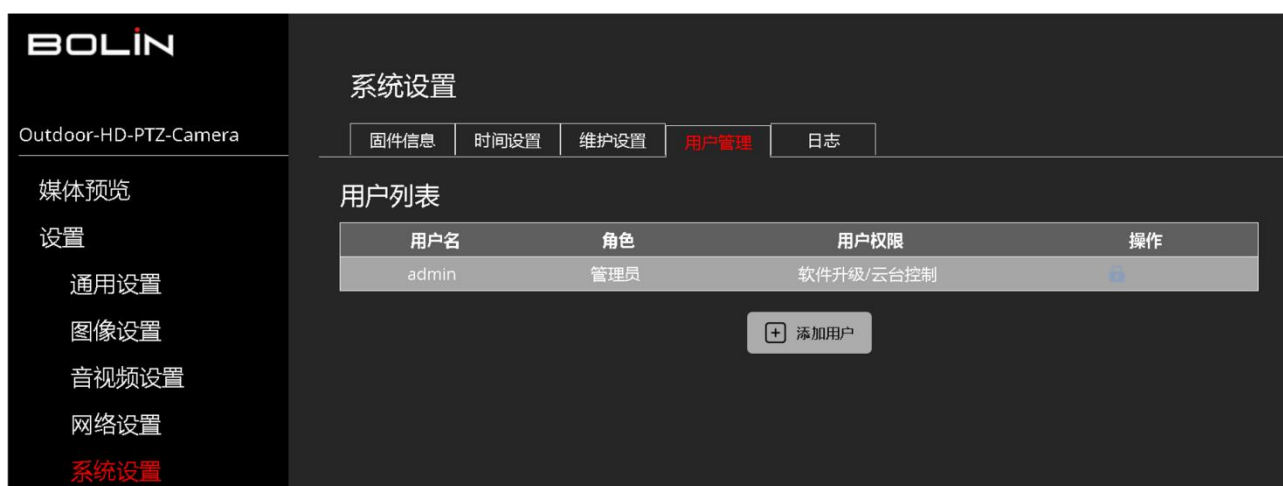 BOLIN
Outdoor-HD-PTZ-Camera
媒体预览
设置
通用设置
图像设置
音视频设置
网络设置
系统设置
系统设置
固件信息 时间设置 维护设置 用户管理 日志
用户列表
用户名 角色 用户权限 操作
admin 管理员 软件升级/云台控制
添加用户